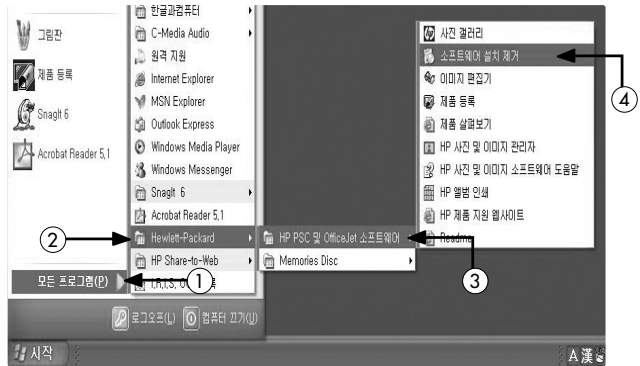 그림판
제품 등록
SnagIt 6
Acrobat Reader 5,1
모든 프로그램(P)
한글과컴퓨터
C-Media Audio
원격 지원
Internet Explorer
MSN Explorer
Outlook Express
Windows Media Player
Windows Messenger
SnagIt 6
Acrobat Reader 5,1
Hewlett-Packard
HP Share-to-Web
I,R,I,S, O
록
HP PSC 및 OfficeJet 소프트웨어
Memories Disc
사진 갤러리
소프트웨어 설치 제거
이미지 편집기
제품 등록
제품 살펴보기
HP 사진 및 이미지 관리자
HP 사진 및 이미지 소프트웨어 도움말
HP 앨범 인쇄
HP 제품 지원 웹사이트
Readme
①
②
③
④
로그오프(L)
컴퓨터 끄기(U)
시작
A 漢